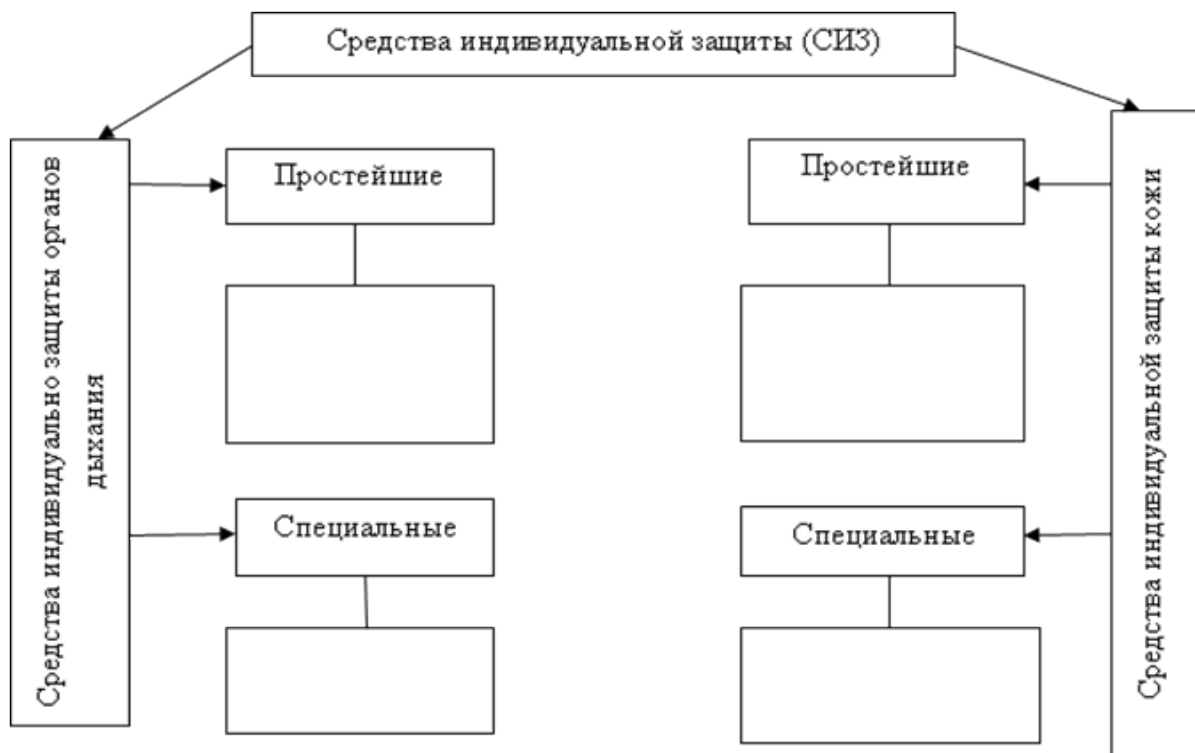 Средства индивидуальной защиты (СИЗ)
Средства индивидуально защиты органов
дыхания
Простейшие
Специальные
Простейшие
Специальные
Средства индивидуальной защиты кожи